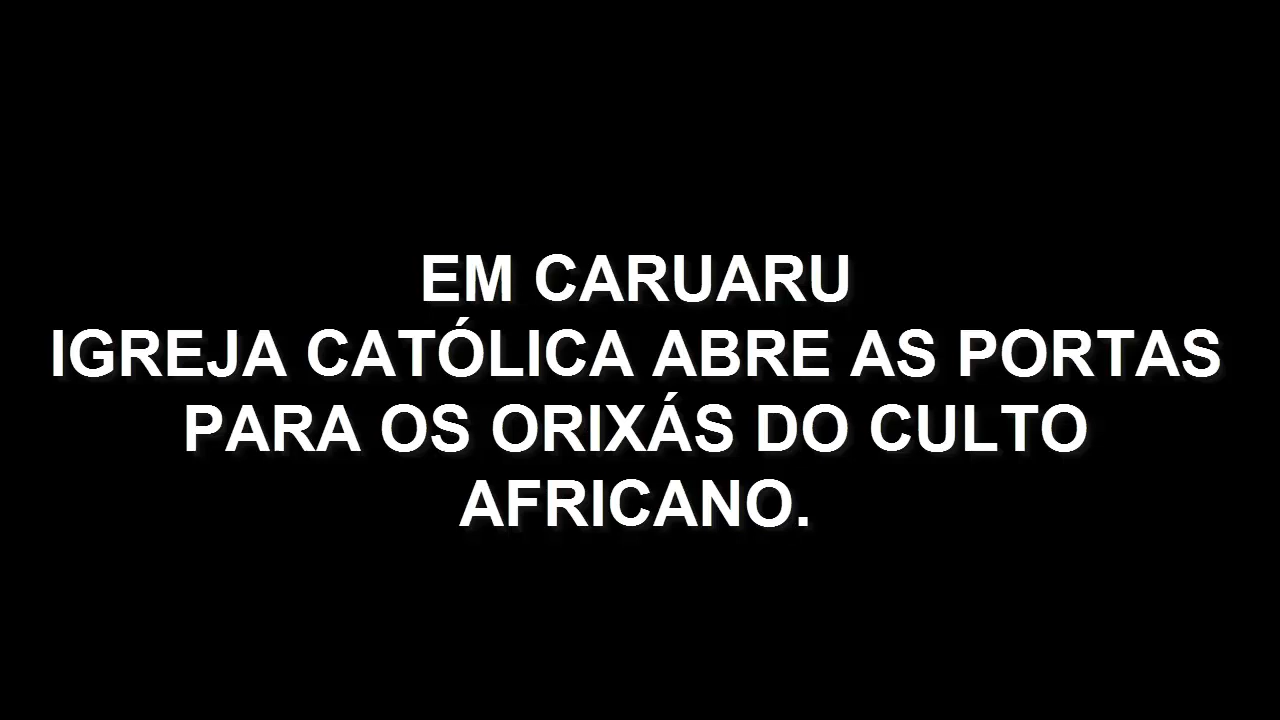 EM CARUARU
IGREJA CATÓLICA ABRE AS PORTAS
PARA OS ORIXÁS DO CULTO
AFRICANO.